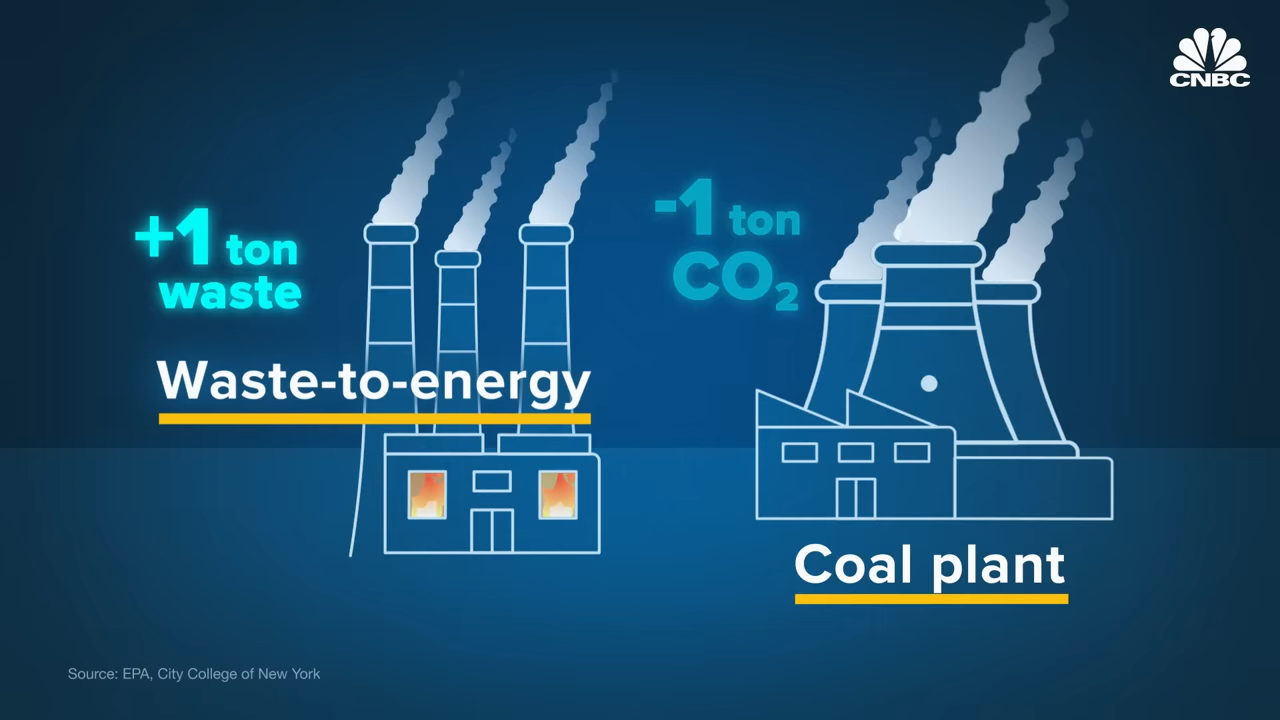 CNBC
+1 ton
waste
-1 ton
CO₂
Waste-to-energy
Coal plant
Source: EPA, City College of New York